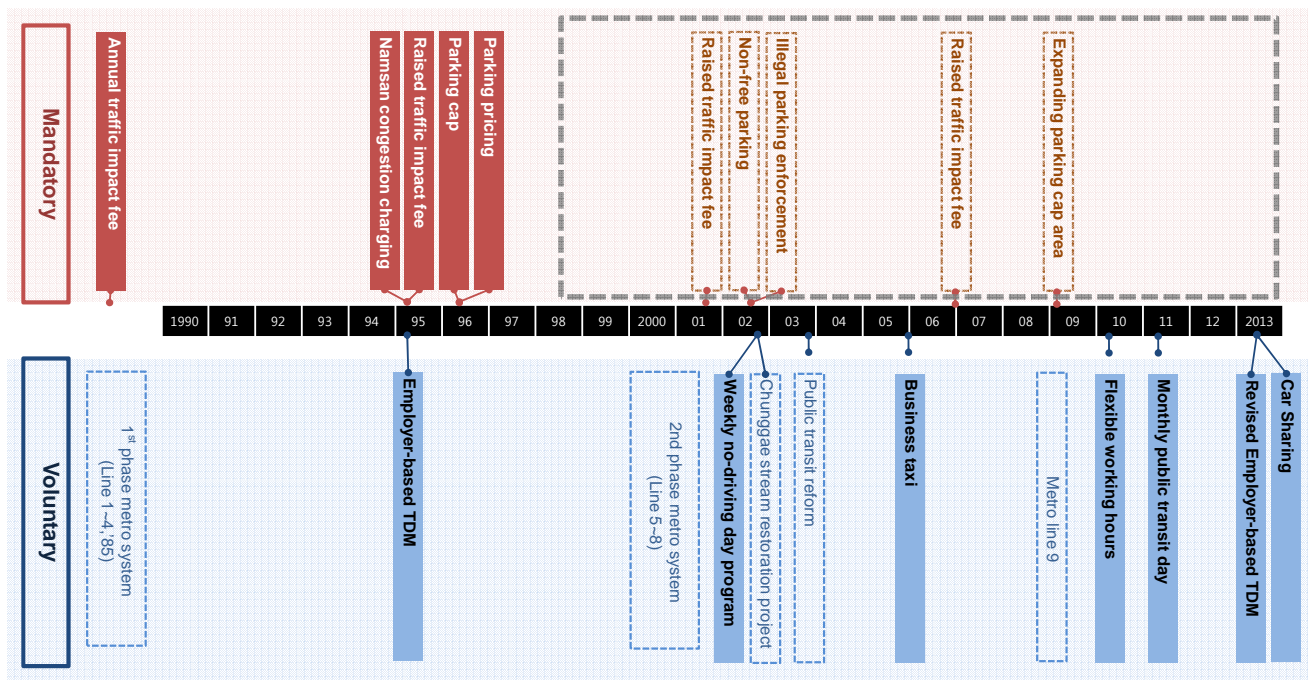 Mandatory
Annual traffic impact fee
Namsan congestion charging
Raised traffic impact fee
Parking cap
Parking pricing
Raised traffic impact fee
Non-free parking
Illegal parking enforcement
Raised traffic impact fee
Expanding parking cap area
1990 91 92 93 94 95 96 97 98 99 2000 01 02 03 04 05 06 07 08 09 10 11 12 2013
Voluntary
1st phase metro system
(Line 1~4,'85)
Employer-based TDM
2nd phase metro system
(Line 5~8)
Weekly no-driving day program
Chunggae stream restoration project
Public transit reform
Business taxi
Metro line 9
Flexible working hours
Monthly public transit day
Revised Employer-based TDM
Car Sharing